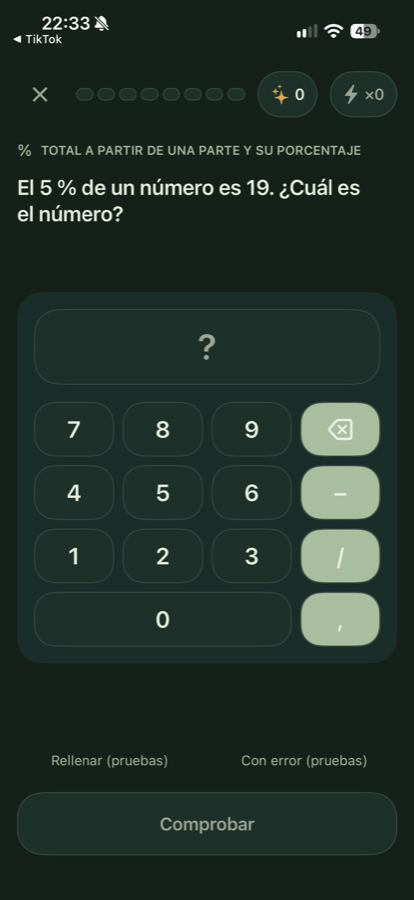 22:33
◀ TikTok
49
0
×0
% TOTAL A PARTIR DE UNA PARTE Y SU PORCENTAJE
El 5 % de un número es 19. ¿Cuál es
el número?
?
7 8 9
4 5 6 −
1 2 3 /
0 ,
Rellenar (pruebas) Con error (pruebas)
Comprobar